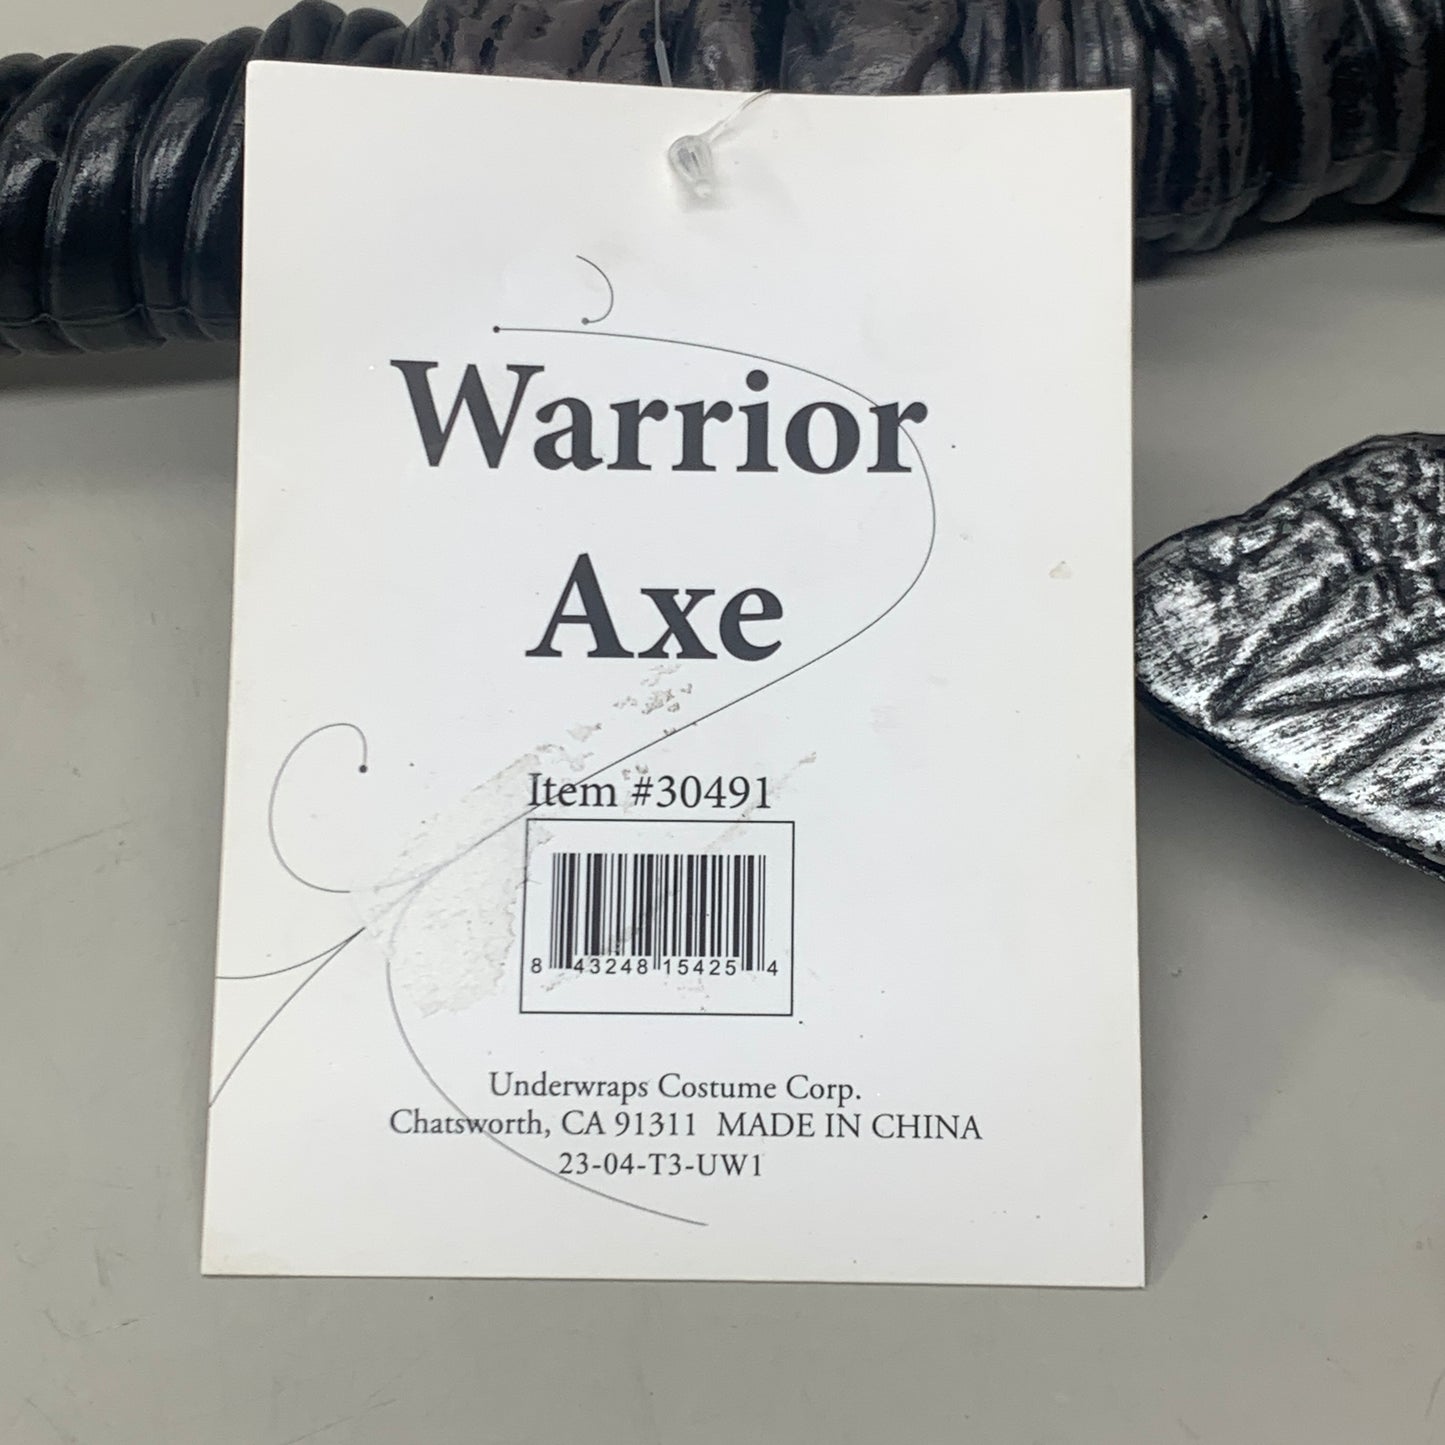 Warrior
Axe
Item #30491
8 43248 15425 4
Underwraps Costume Corp.
Chatsworth, CA 91311 MADE IN CHINA
23-04-T3-UW1